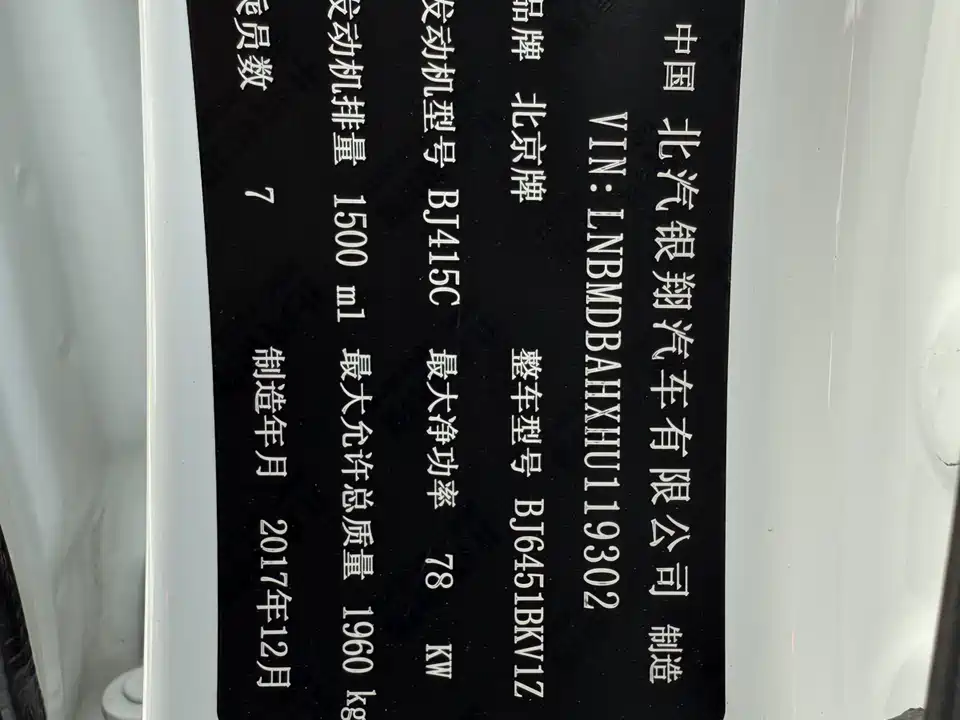 中国 北汽银翔汽车有限公司 制造
VIN:LNBMDBAHXHU119302
品牌 北京牌 整车型号 BJ6451BKV1Z
发动机型号 BJ415C 最大净功率 78 KW
发动机排量 1500 ml 最大允许总质量 1960 kg
乘员数 7 制造年月 2017年12月